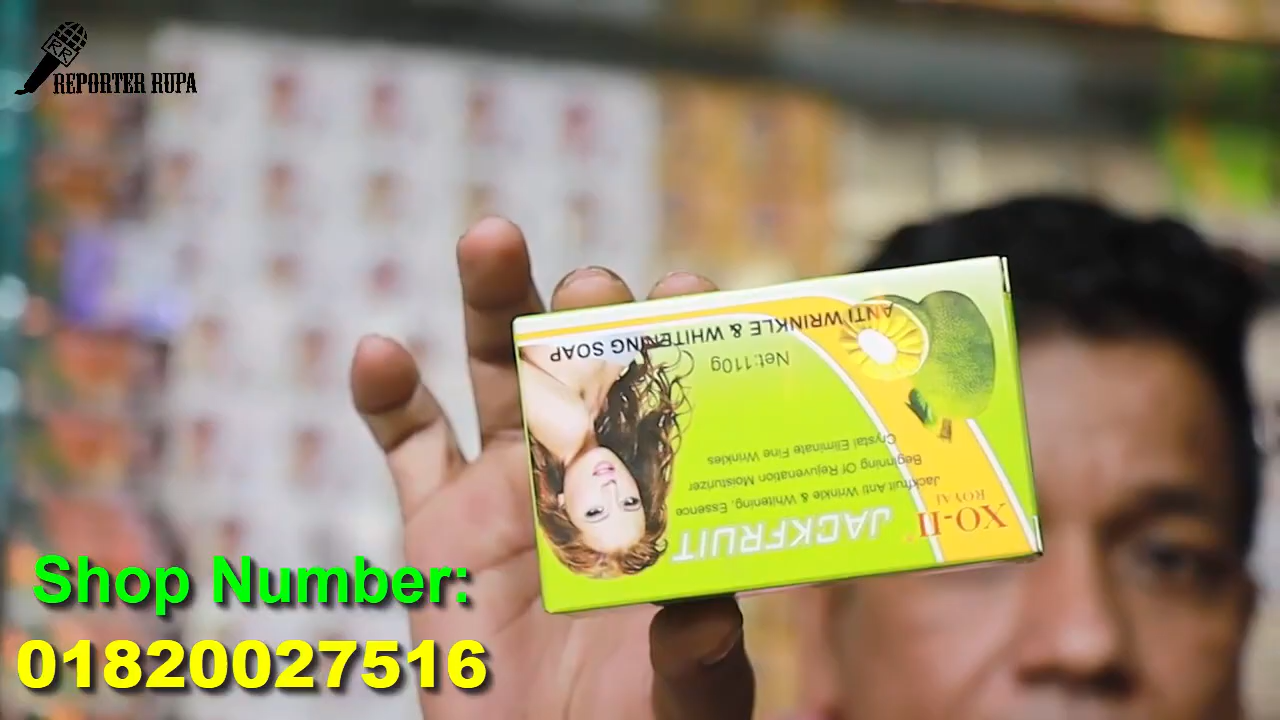 RR
REPORTER RUPA
XO-II
ROYAL
JACKFRUIT
Jackfruit Anti Wrinkle & Whitening, Essence
Beginning Of Rejuvenation Moisturizer
Crystal Eliminate Fine Wrinkles
Net:110g
ANTI WRINKLE & WHITENING SOAP
Shop Number:
01820027516